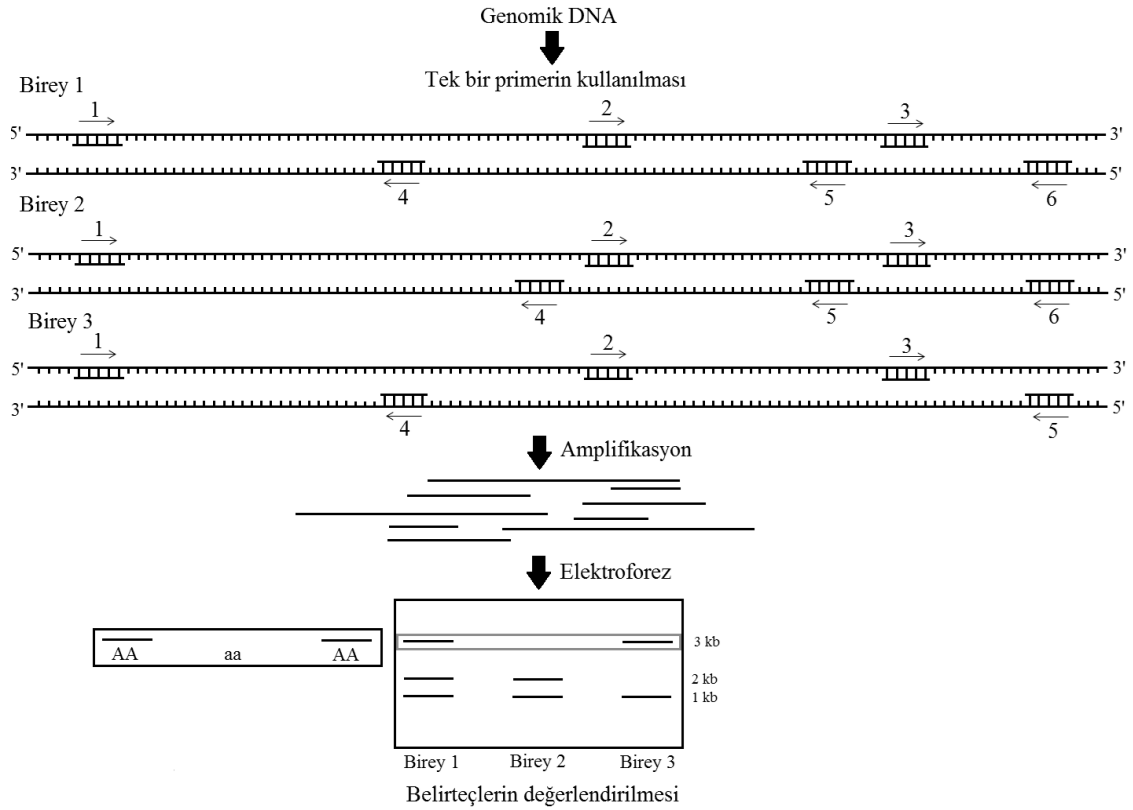 Genomik DNA
Tek bir primerin kullanılması
Birey 1
1 2 3
5' 3'
3' 5'
4 5 6
Birey 2
1 2 3
5' 3'
3' 5'
4 5 6
Birey 3
1 2 3
5' 3'
3' 5'
4 5
Amplifikasyon
Elektroforez
AA aa AA
3 kb
2 kb
1 kb
Birey 1 Birey 2 Birey 3
Belirteçlerin değerlendirilmesi